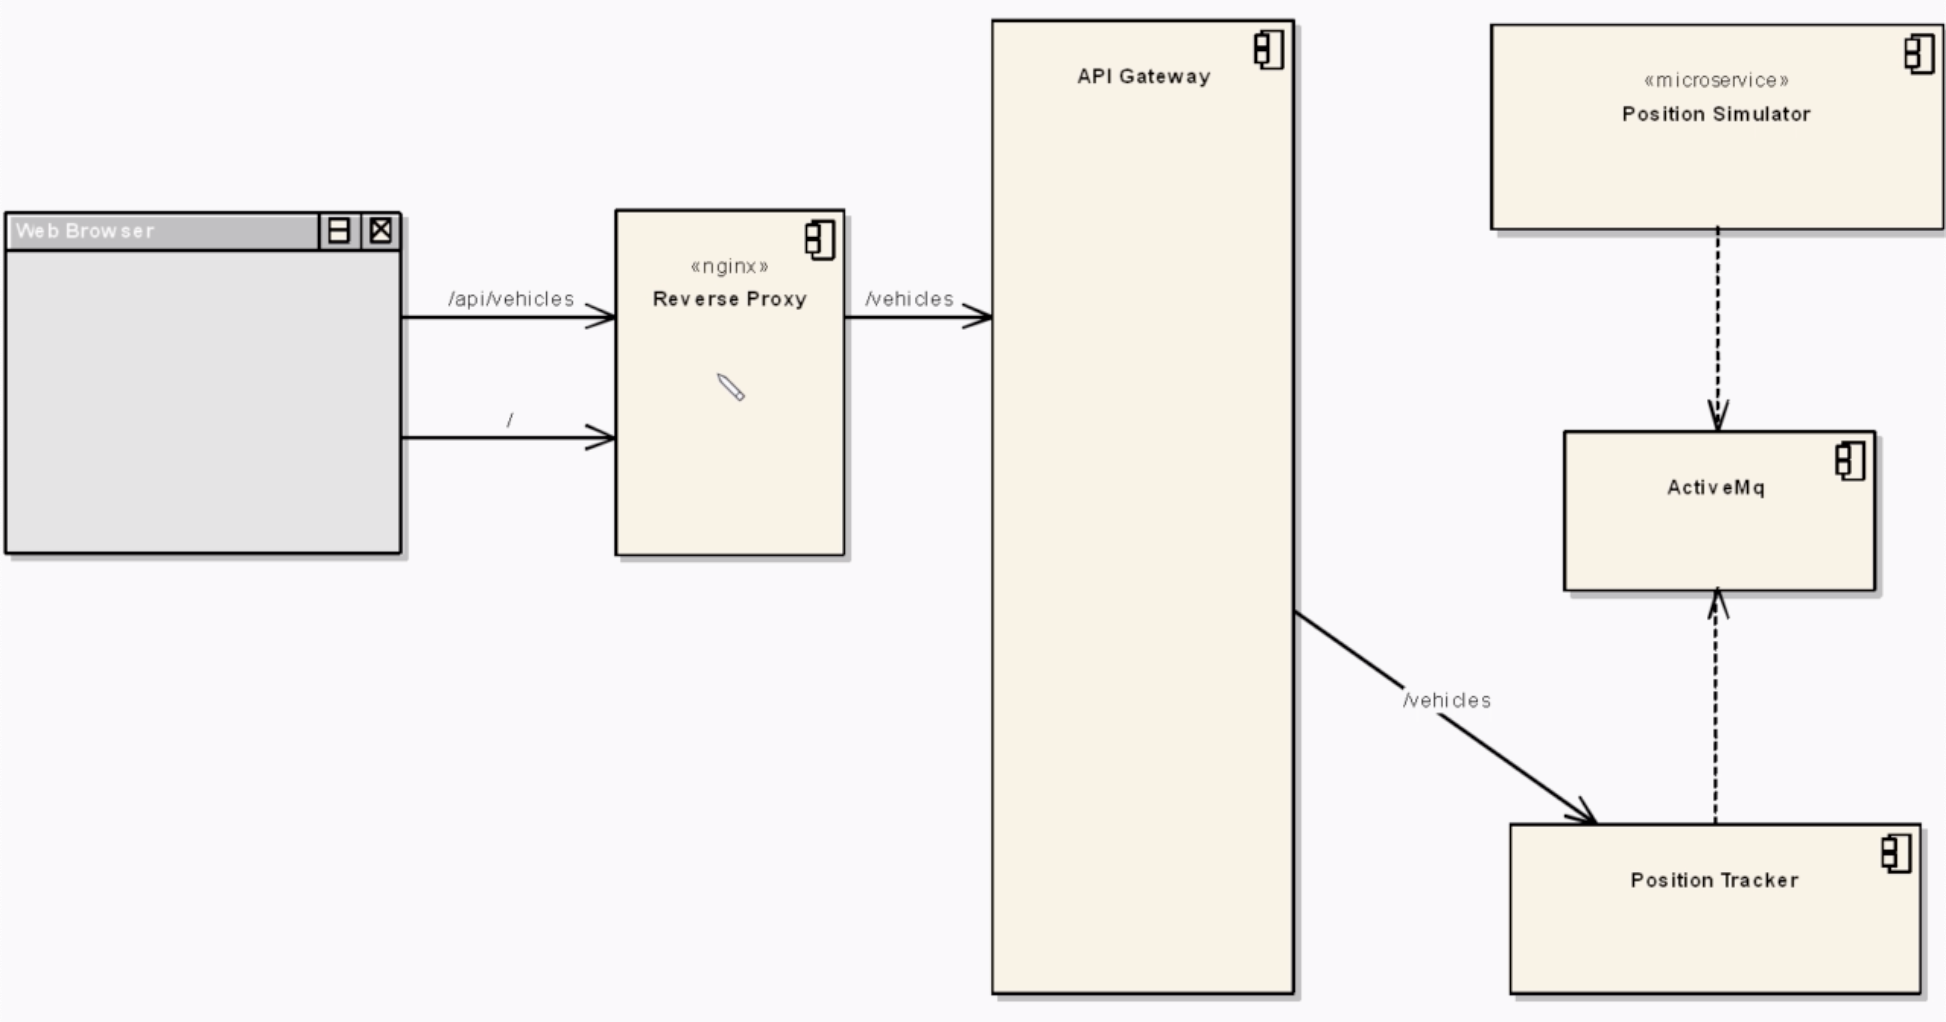 API Gateway
«microservice»
Position Simulator
Web Browser
«nginx»
Reverse Proxy
/api/vehicles
/vehicles
/
ActiveMq
/vehicles
Position Tracker